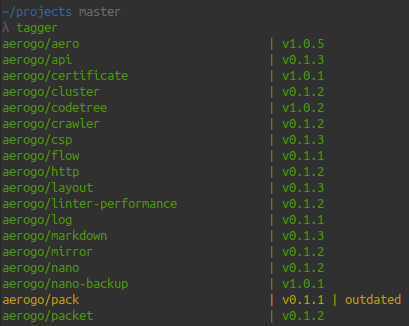 ~/projects master
λ tagger
aerogo/aero | v1.0.5
aerogo/api | v0.1.3
aerogo/certificate | v1.0.1
aerogo/cluster | v0.1.2
aerogo/codetree | v1.0.2
aerogo/crawler | v0.1.2
aerogo/csp | v0.1.3
aerogo/flow | v0.1.1
aerogo/http | v0.1.2
aerogo/layout | v0.1.3
aerogo/linter-performance | v0.1.2
aerogo/log | v0.1.1
aerogo/markdown | v0.1.3
aerogo/mirror | v0.1.2
aerogo/nano | v0.1.2
aerogo/nano-backup | v1.0.1
aerogo/pack | v0.1.1 | outdated
aerogo/packet | v0.1.2